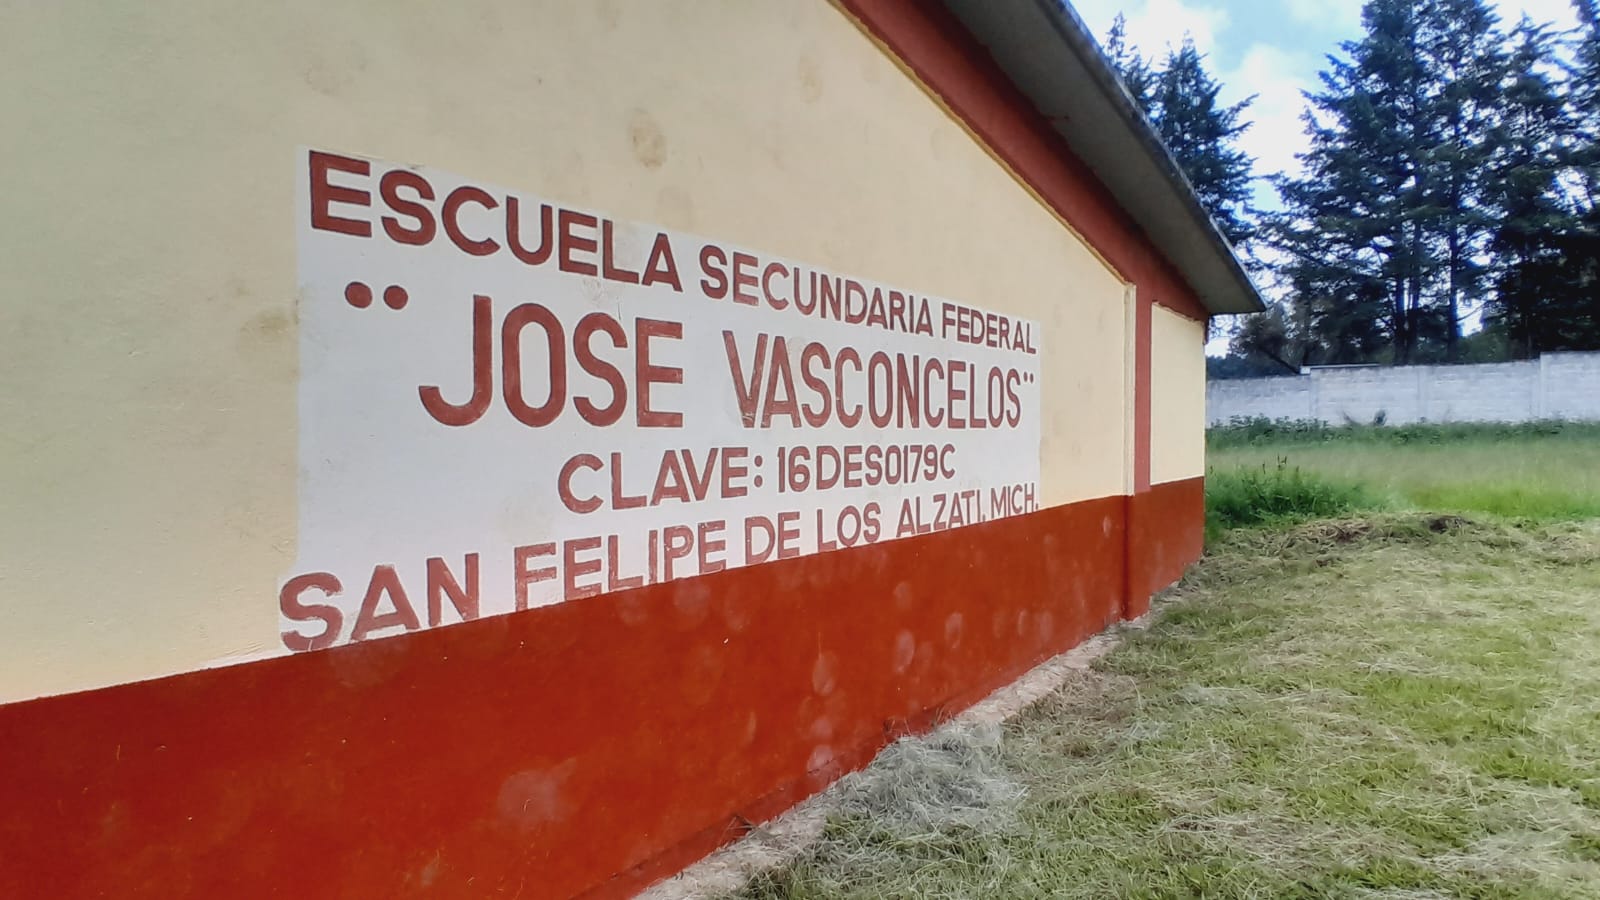 ESCUELA SECUNDARIA FEDERAL
¨JOSE VASCONCELOS¨
CLAVE: 16DES0179C
SAN FELIPE DE LOS ALZATI, MICH.